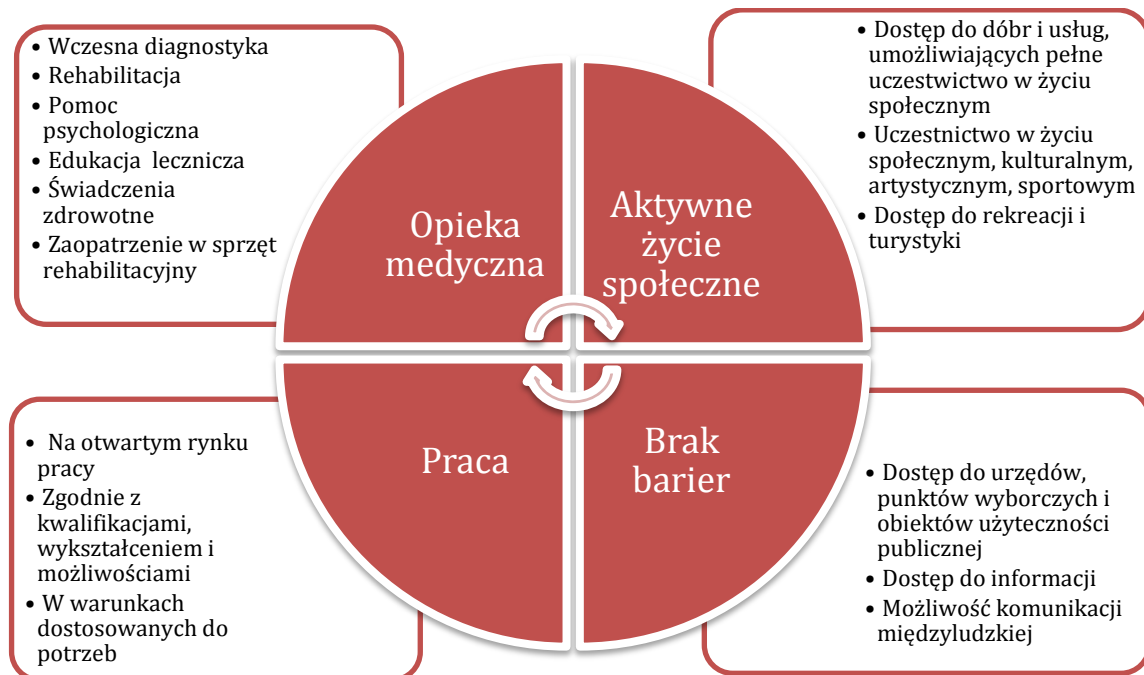 • Wczesna diagnostyka
• Rehabilitacja
• Pomoc
psychologiczna
• Edukacja lecznicza
• Świadczenia
zdrowotne
• Zaopatrzenie w sprzęt
rehabilitacyjny
• Dostęp do dóbr i usług,
umożliwiających pełne
uczestwictwo w życiu
społecznym
• Uczestnictwo w życiu
społecznym, kulturalnym,
artystycznym, sportowym
• Dostęp do rekreacji i
turystyki
Opieka
medyczna
Aktywne
życie
społeczne
Praca
Brak
barier
• Na otwartym rynku
pracy
• Zgodnie z
kwalifikacjami,
wykształceniem i
możliwościami
• W warunkach
dostosowanych do
potrzeb
• Dostęp do urzędów,
punktów wyborczych i
obiektów użyteczności
publicznej
• Dostęp do informacji
• Możliwość komunikacji
międzyludzkiej